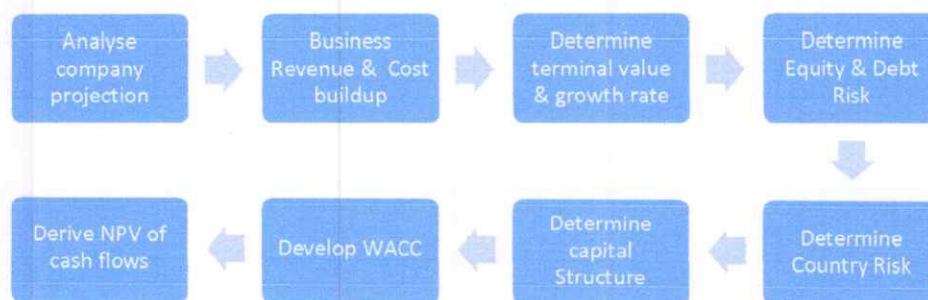 Analyse
company
projection
Business
Revenue & Cost
buildup
Determine
terminal value
& growth rate
Determine
Equity & Debt
Risk
Determine
Country Risk
Determine
capital
Structure
Develop WACC
Derive NPV of
cash flows